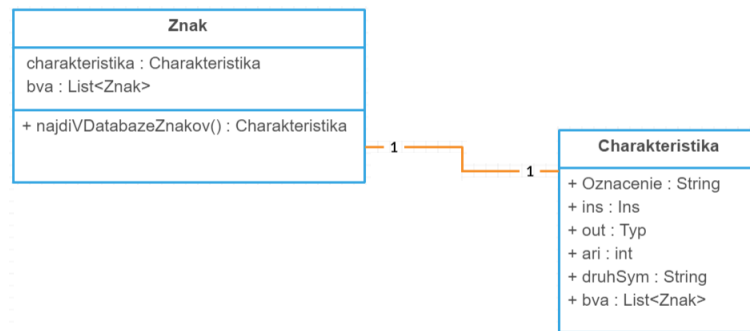 Znak
charakteristika : Charakteristika
bva : List<Znak>
+ najdiVDatabazeZnakov() : Charakteristika
1
1
Charakteristika
+ Oznacenie : String
+ ins : Ins
+ out : Typ
+ ari : int
+ druhSym : String
+ bva : List<Znak>